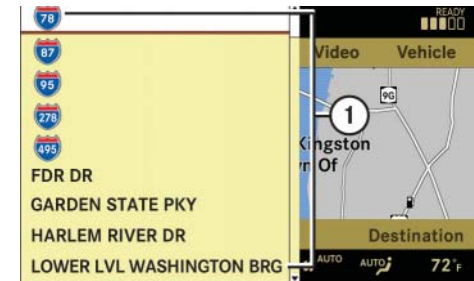 78
READY
87
Video Vehicle
95
9G
1
278
Kingston
495
FDR DR
GARDEN STATE PKY
HARLEM RIVER DR
Destination
LOWER LVL WASHINGTON BRG
AUTO
AUTO
72°F
Of